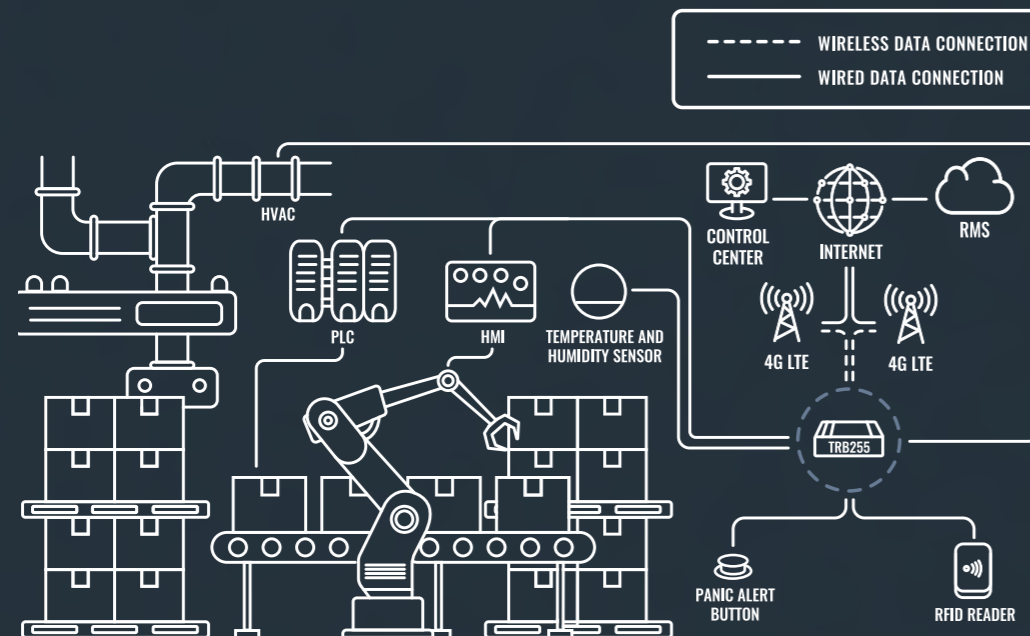 WIRELESS DATA CONNECTION
WIRED DATA CONNECTION
HVAC
CONTROL
CENTER
INTERNET
RMS
PLC
HMI
TEMPERATURE AND
HUMIDITY SENSOR
4G LTE
4G LTE
TRB255
PANIC ALERT
BUTTON
RFID READER